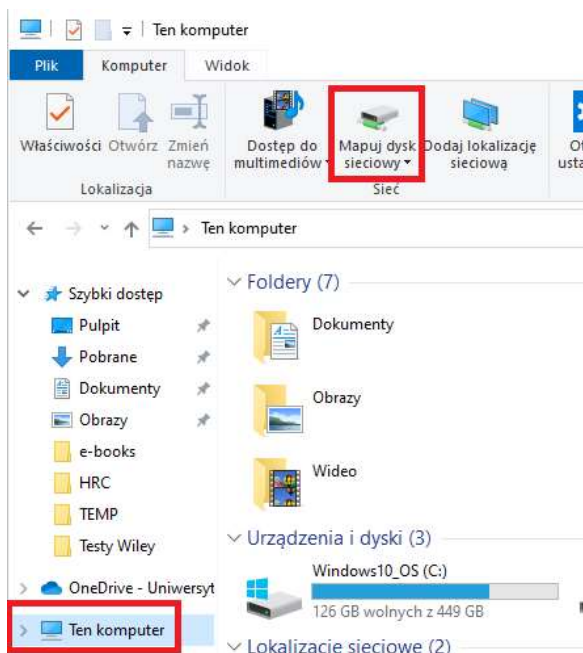 Ten komputer
Plik Komputer Widok
Właściwości Otwórz Zmień nazwę
Dostęp do multimediów
Mapuj dysk sieciowy
Dodaj lokalizację sieciową
Lokalizacja Sieć
Ten komputer
Szybki dostęp
Pulpit
Pobrane
Dokumenty
Obrazy
e-books
HRC
TEMP
Testy Wiley
OneDrive - Uniwersyt
Ten komputer
Foldery (7)
Dokumenty
Obrazy
Wideo
Urządzenia i dyski (3)
Windows10_OS (C:)
126 GB wolnych z 449 GB
Lokalizacje sieciowe (2)